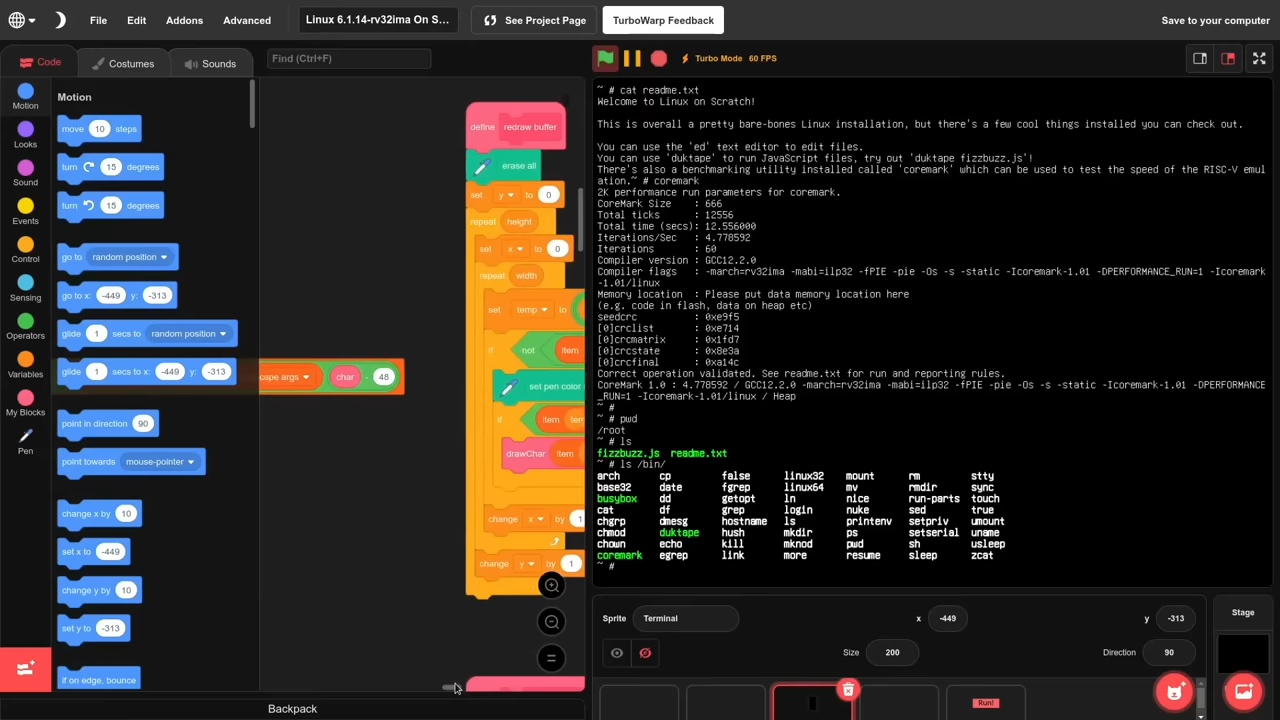 File Edit Addons Advanced Linux 6.1.14-rv32ima On S... See Project Page TurboWarp Feedback Save to your computer
Code Costumes Sounds Find (Ctrl+F) Turbo Mode 60 FPS
Motion
Looks
Sound
Events
Control
Sensing
Operators
Variables
My Blocks
Pen
Motion
move 10 steps
turn 15 degrees
turn 15 degrees
go to random position
go to x: -449 y: -313
glide 1 secs to random position
glide 1 secs to x: -449 y: -313
point in direction 90
point towards mouse-pointer
change x by 10
set x to -449
change y by 10
set y to -313
if on edge, bounce
cape args char - 48
define redraw buffer
erase all
set y to 0
repeat height
set x to 0
repeat width
set temp to
if not item
set pen color
if item
drawChar item
change x by 1
change y by 1
Backpack
~ # cat readme.txt
Welcome to Linux on Scratch!
This is overall a pretty bare-bones Linux installation, but there's a few cool things installed you can check out.
You can use the 'ed' text editor to edit files.
You can use 'duktape' to run JavaScript files, try out 'duktape fizzbuzz.js'!
There's also a benchmarking utility installed called 'coremark' which can be used to test the speed of the RISC-V emul
ation.~ # coremark
2K performance run parameters for coremark.
CoreMark Size : 666
Total ticks : 12556
Total time (secs): 12.556000
Iterations/Sec : 4.778592
Iterations : 60
Compiler version : GCC12.2.0
Compiler flags : -march=rv32ima -mabi=ilp32 -fPIE -pie -Os -s -static -Icoremark-1.01 -DPERFORMANCE_RUN=1 -Icoremark
-1.01/linux
Memory location : Please put data memory location here
(e.g. code in flash, data on heap etc)
seedcrc : 0xe9f5
[0]crclist : 0xe714
[0]crcmatrix : 0x1fd7
[0]crcstate : 0x8e3a
[0]crcfinal : 0xa14c
Correct operation validated. See readme.txt for run and reporting rules.
CoreMark 1.0 : 4.778592 / GCC12.2.0 -march=rv32ima -mabi=ilp32 -fPIE -pie -Os -s -static -Icoremark-1.01 -DPERFORMANCE
_RUN=1 -Icoremark-1.01/linux / Heap
~ #
~ # pwd
/root
~ # ls
fizzbuzz.js readme.txt
~ # ls /bin/
arch cp false linux32 mount rm stty
base32 date fgrep linux64 mv rmdir sync
busybox dd getopt ln nice run-parts touch
cat df grep login nuke sed true
chgrp dmesg hostname ls printenv setpriv umount
chmod duktape hush mkdir ps setserial uname
chown echo kill mknod pwd sh usleep
coremark egrep link more resume sleep zcat
~ #
Sprite Terminal x -449 y -313
Size 200 Direction 90
Stage
Run!